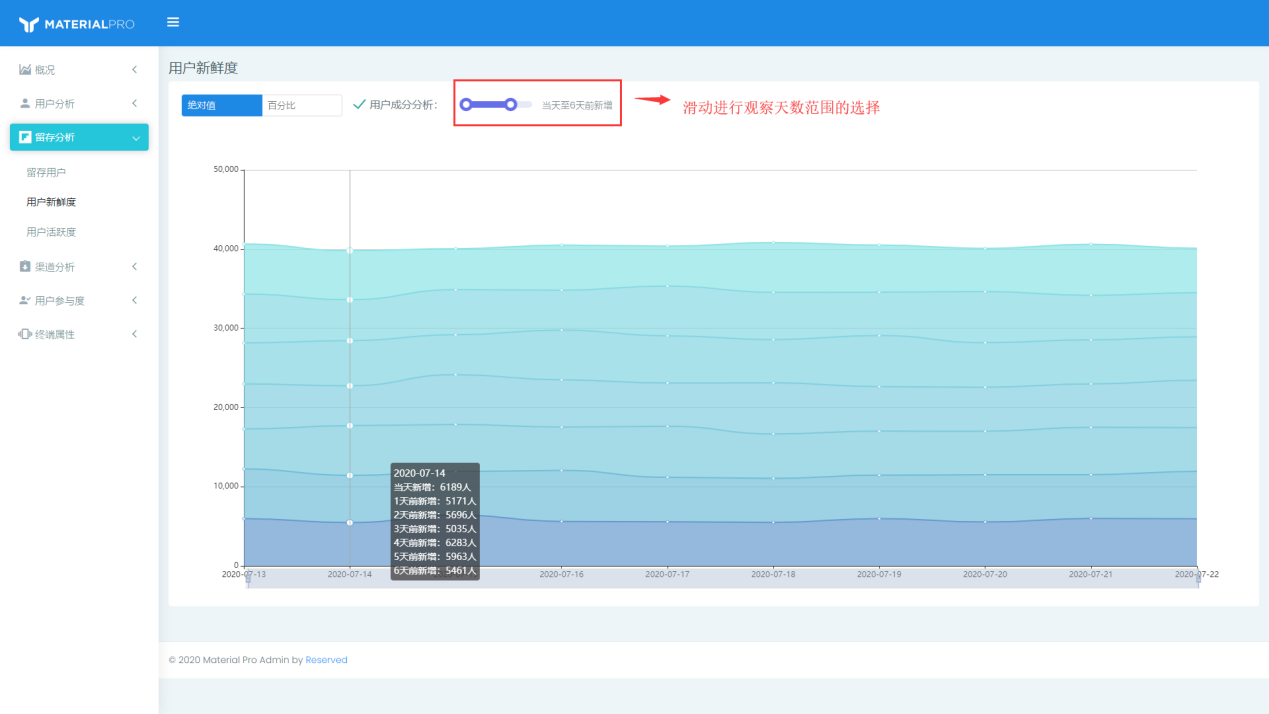 MATERIALPRO
概况
用户分析
留存分析
留存用户
用户新鲜度
用户活跃度
渠道分析
用户参与度
终端属性
用户新鲜度
绝对值
百分比
用户成分分析：
当天至6天前新增
滑动进行观察天数范围的选择
50,000
40,000
30,000
20,000
10,000
0
2020-07-14
当天新增：6189人
1天前新增：5171人
2天前新增：5696人
3天前新增：5035人
4天前新增：6283人
5天前新增：5963人
6天前新增：5461人
2020-07-13
2020-07-14
2020-07-16
2020-07-17
2020-07-18
2020-07-19
2020-07-20
2020-07-21
2020-07-22
© 2020 Material Pro Admin by Reserved